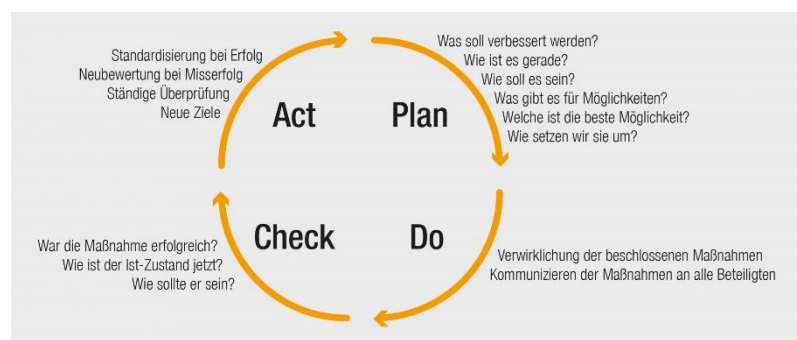 Standardisierung bei Erfolg
Neubewertung bei Misserfolg
Ständige Überprüfung
Neue Ziele
Act
Plan
Was soll verbessert werden?
Wie ist es gerade?
Wie soll es sein?
Was gibt es für Möglichkeiten?
Welche ist die beste Möglichkeit?
Wie setzen wir sie um?
War die Maßnahme erfolgreich?
Wie ist der Ist-Zustand jetzt?
Wie sollte er sein?
Check
Do
Verwirklichung der beschlossenen Maßnahmen
Kommunizieren der Maßnahmen an alle Beteiligten